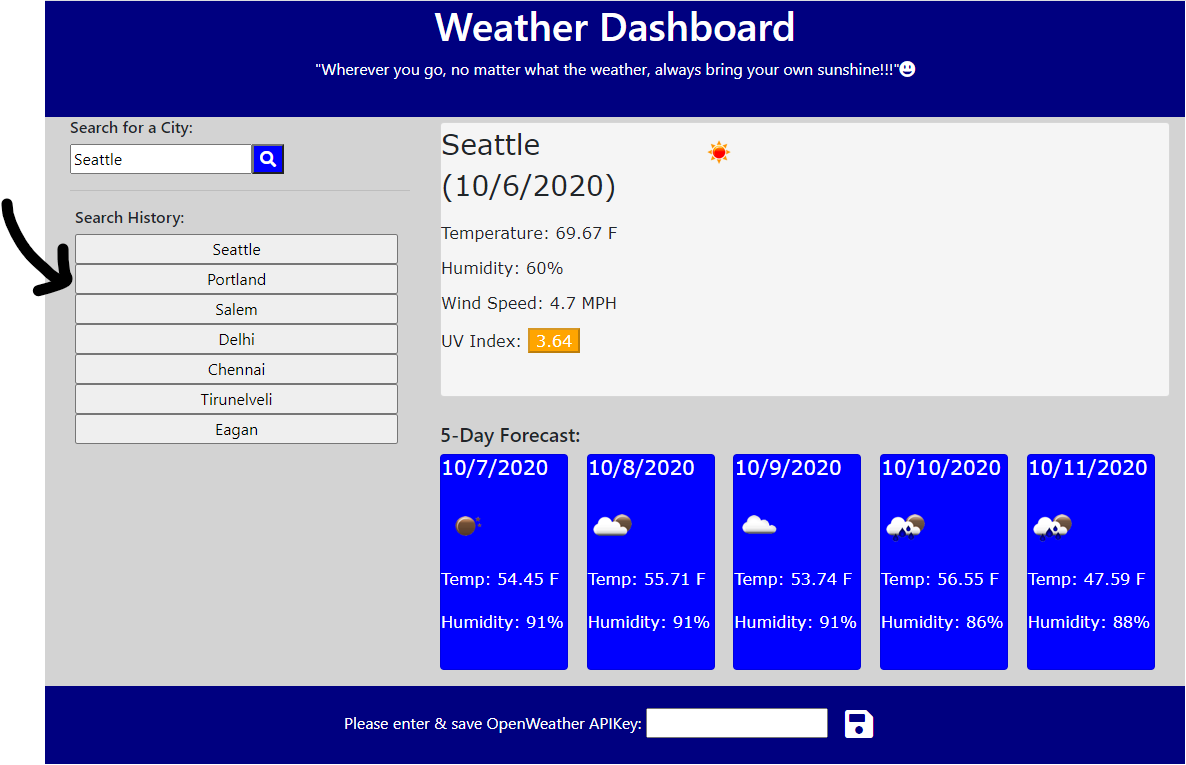 Weather Dashboard
"Wherever you go, no matter what the weather, always bring your own sunshine!!!"
Search for a City:
Seattle
Search History:
Seattle
Portland
Salem
Delhi
Chennai
Tirunelveli
Eagan
Seattle
(10/6/2020)
Temperature: 69.67 F
Humidity: 60%
Wind Speed: 4.7 MPH
UV Index: 3.64
5-Day Forecast:
10/7/2020
Temp: 54.45 F
Humidity: 91%
10/8/2020
Temp: 55.71 F
Humidity: 91%
10/9/2020
Temp: 53.74 F
Humidity: 91%
10/10/2020
Temp: 56.55 F
Humidity: 86%
10/11/2020
Temp: 47.59 F
Humidity: 88%
Please enter & save OpenWeather APIKey: